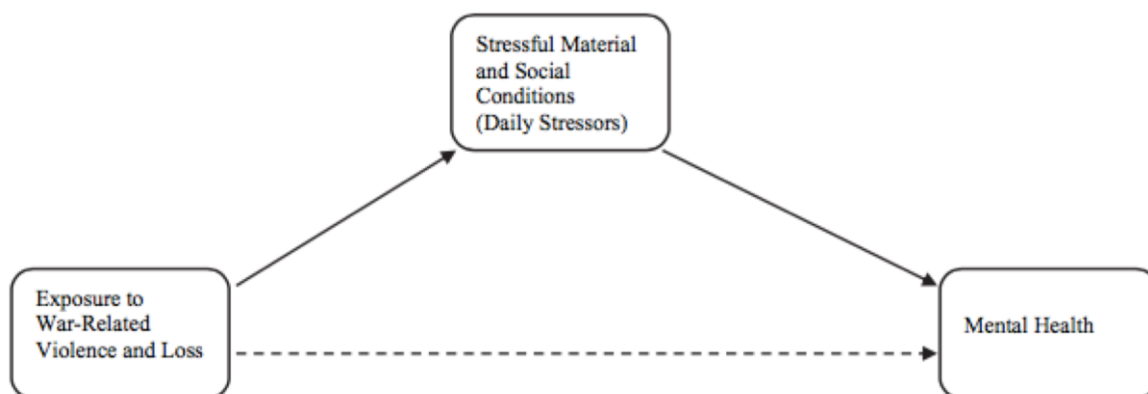 Stressful Material
and Social
Conditions
(Daily Stressors)
Exposure to
War-Related
Violence and Loss
Mental Health